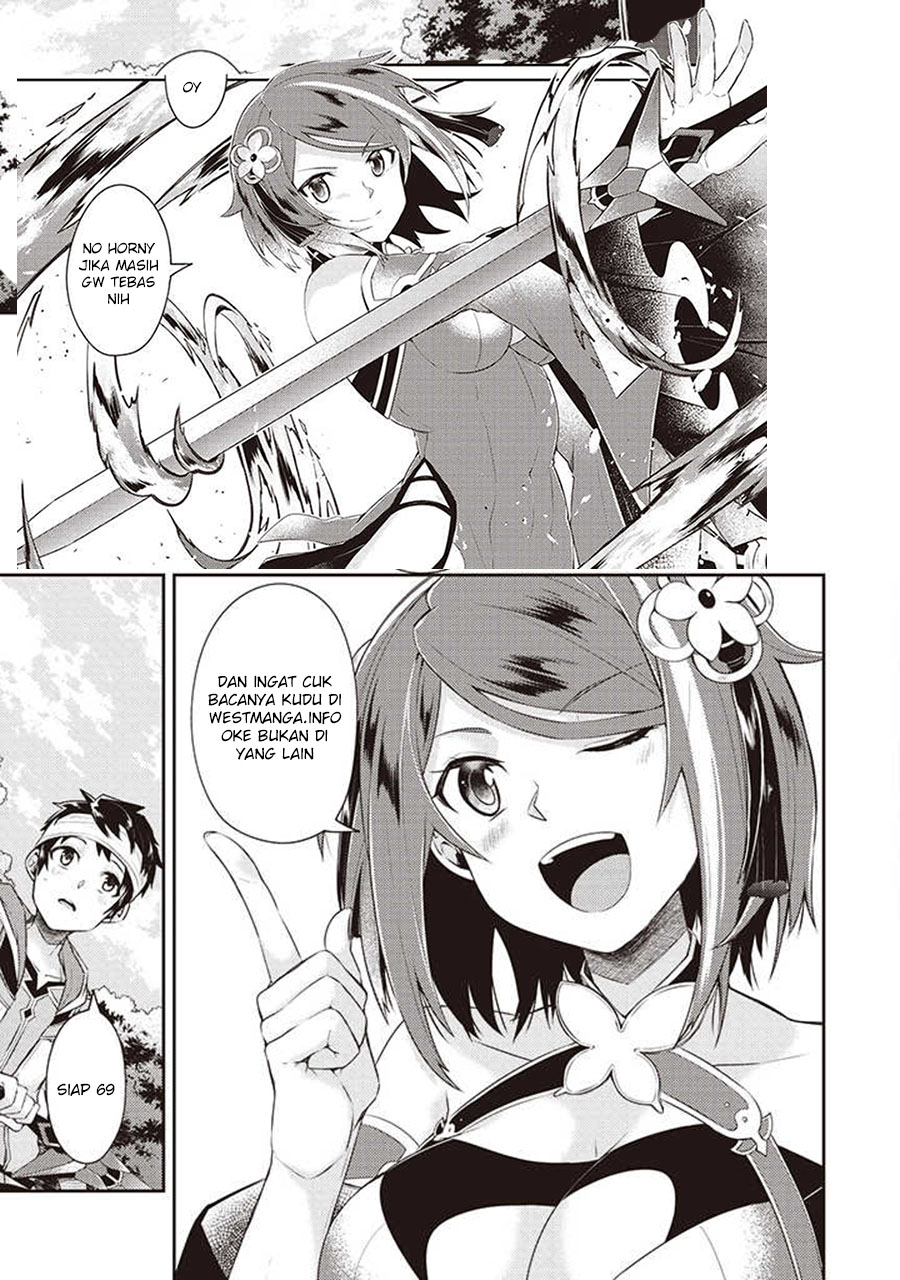 OY
NO HORNY
JIKA MASIH
GW TEBAS
NIH
DAN INGAT CUK
BACANYA KUDU DI
WESTMANGA.INFO
OKE BUKAN DI
YANG LAIN
SIAP 69